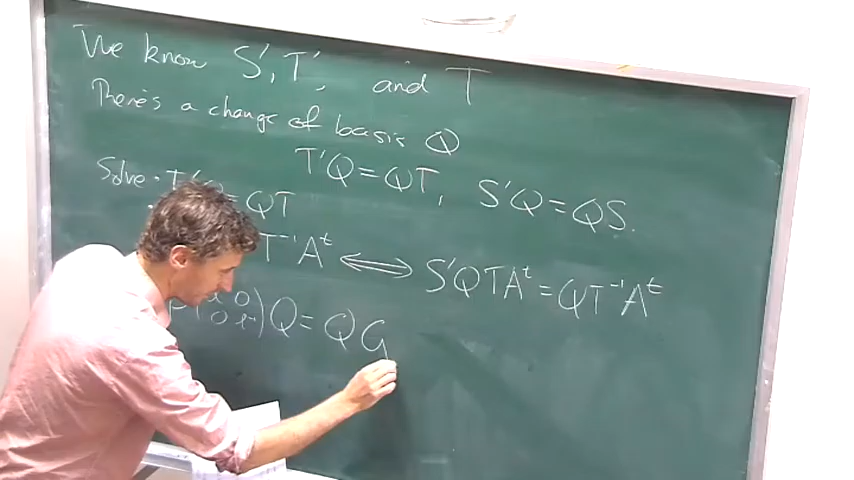 We know S', T', and T
There's a change of basis Q
T'Q = QT, S'Q = QS.
Solve · T'Q = QT
T⁻¹Aᵗ ⟺ S'QTAᵗ = QT⁻¹Aᵗ
)Q = QG